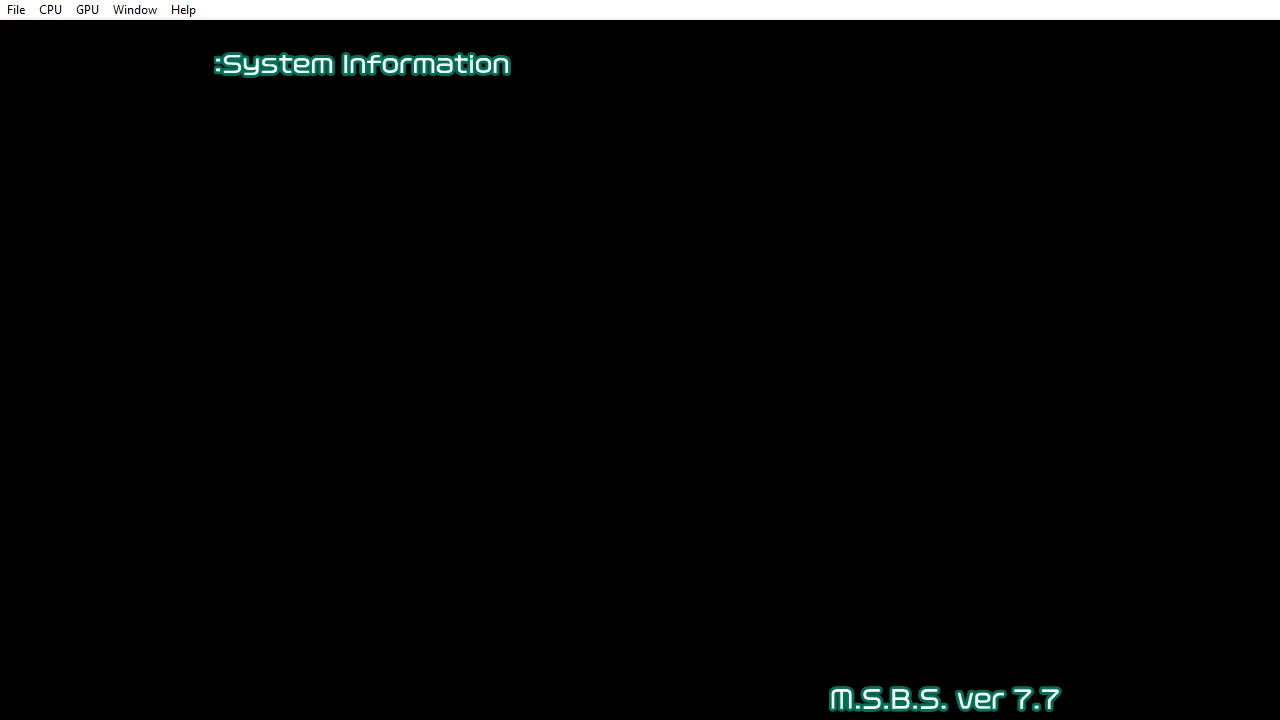 File CPU GPU Window Help
:System Information
M.S.B.S. ver 7.7